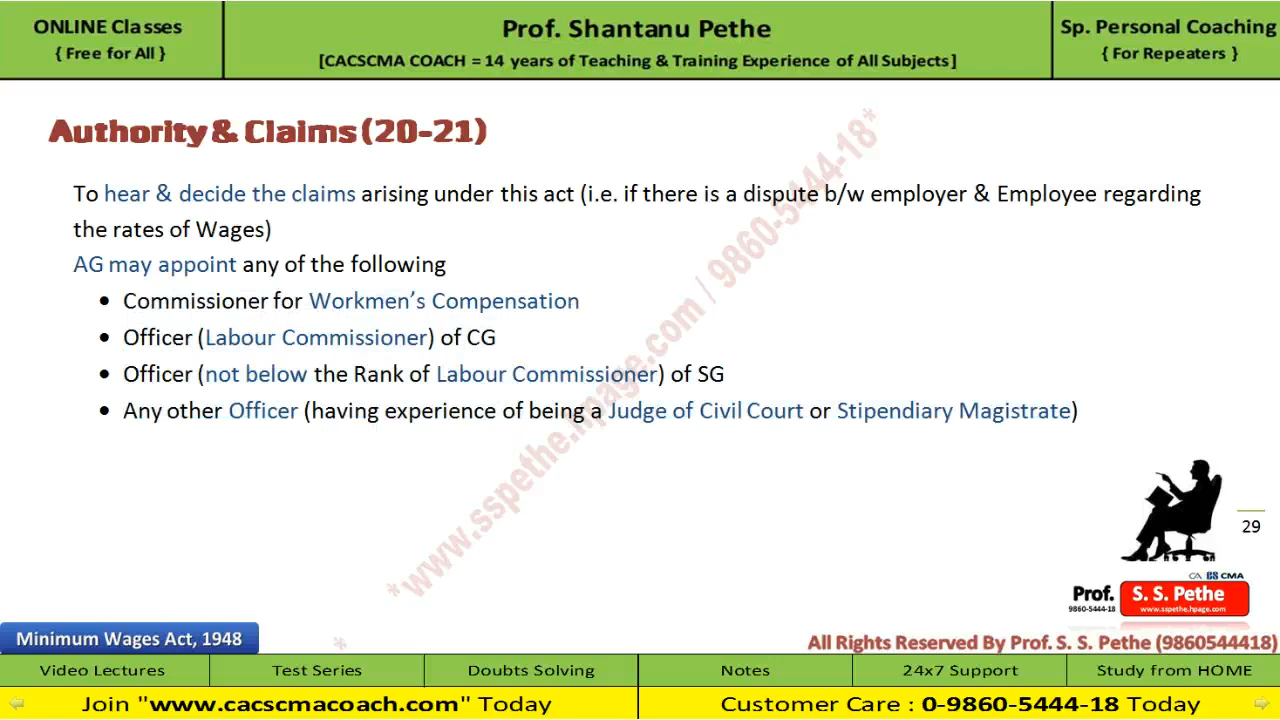 ONLINE Classes
{ Free for All }
Prof. Shantanu Pethe
[CACSCMA COACH = 14 years of Teaching & Training Experience of All Subjects]
Sp. Personal Coaching
{ For Repeaters }
Authority & Claims (20-21)
To hear & decide the claims arising under this act (i.e. if there is a dispute b/w employer & Employee regarding
the rates of Wages)
AG may appoint any of the following
• Commissioner for Workmen's Compensation
• Officer (Labour Commissioner) of CG
• Officer (not below the Rank of Labour Commissioner) of SG
• Any other Officer (having experience of being a Judge of Civil Court or Stipendiary Magistrate)
*www.sspethe.hpage.com / 9860-5444-18*
*
29
CA CS CMA
Prof. S. S. Pethe
9860-5444-18 www.sspethe.hpage.com
Minimum Wages Act, 1948
All Rights Reserved By Prof. S. S. Pethe (9860544418)
Video Lectures
Test Series
Doubts Solving
Notes
24x7 Support
Study from HOME
Join "www.cacscmacoach.com" Today
Customer Care : 0-9860-5444-18 Today